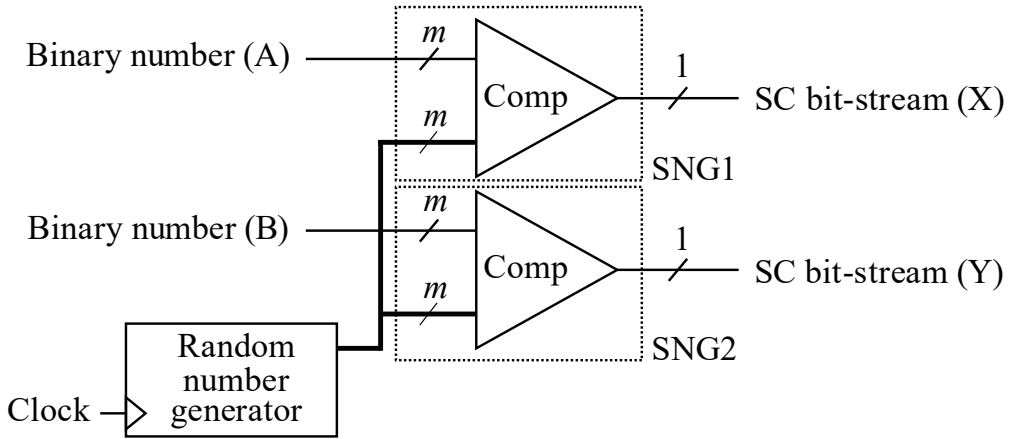 Binary number (A)
m
Comp
m
1
SC bit-stream (X)
SNG1
Binary number (B)
m
Comp
m
1
SC bit-stream (Y)
SNG2
Random
number
generator
Clock